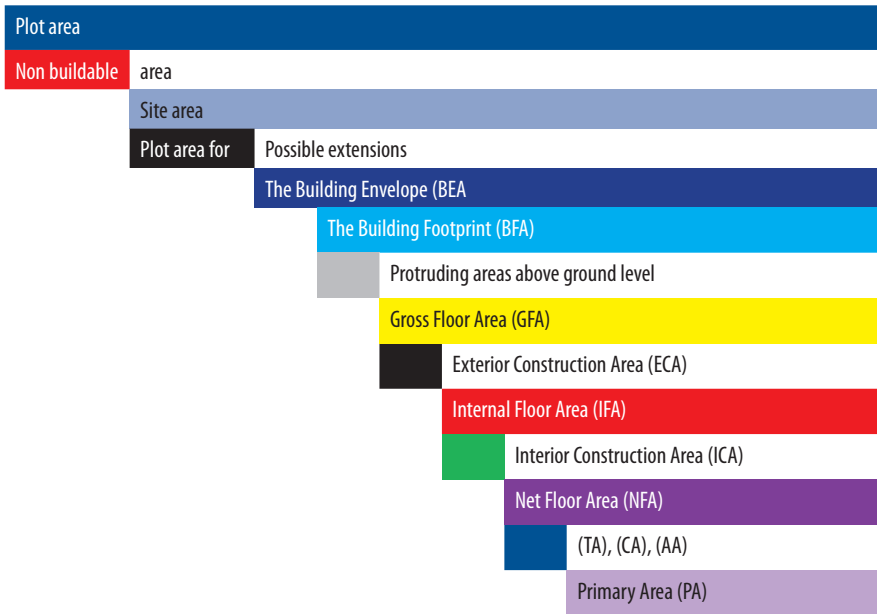 Plot area
Non buildable area
Site area
Plot area for Possible extensions
The Building Envelope (BEA
The Building Footprint (BFA)
Protruding areas above ground level
Gross Floor Area (GFA)
Exterior Construction Area (ECA)
Internal Floor Area (IFA)
Interior Construction Area (ICA)
Net Floor Area (NFA)
(TA), (CA), (AA)
Primary Area (PA)